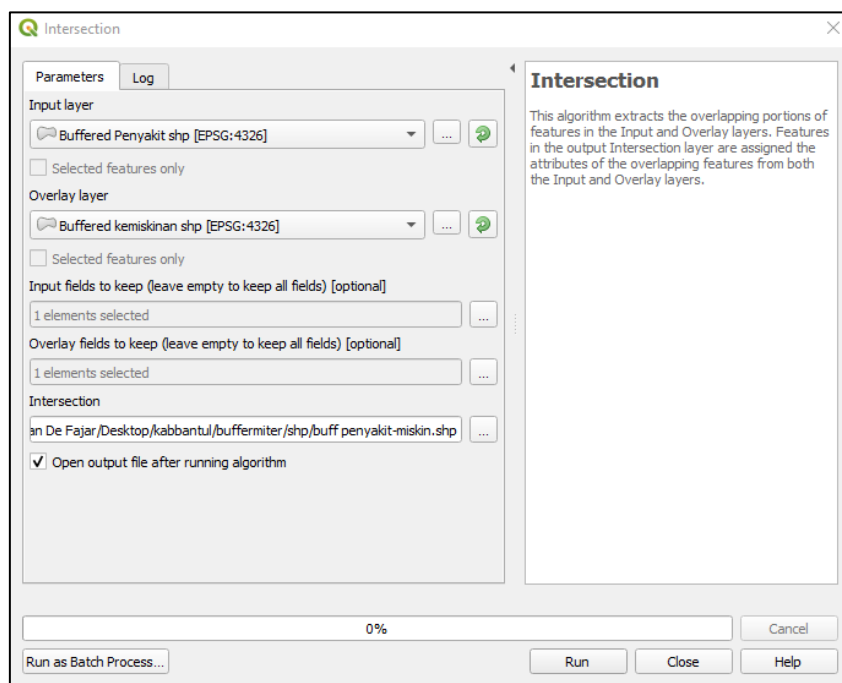 Intersection
Parameters
Log
Input layer
Buffered Penyakit shp [EPSG:4326]
...
Selected features only
Overlay layer
Buffered kemiskinan shp [EPSG:4326]
...
Selected features only
Input fields to keep (leave empty to keep all fields) [optional]
1 elements selected
...
Overlay fields to keep (leave empty to keep all fields) [optional]
1 elements selected
...
Intersection
an De Fajar/Desktop/kabbantul/buffermiter/shp/buff penyakit-miskin.shp
...
Open output file after running algorithm
Intersection
This algorithm extracts the overlapping portions of
features in the Input and Overlay layers. Features
in the output Intersection layer are assigned the
attributes of the overlapping features from both
the Input and Overlay layers.
0%
Cancel
Run as Batch Process...
Run
Close
Help